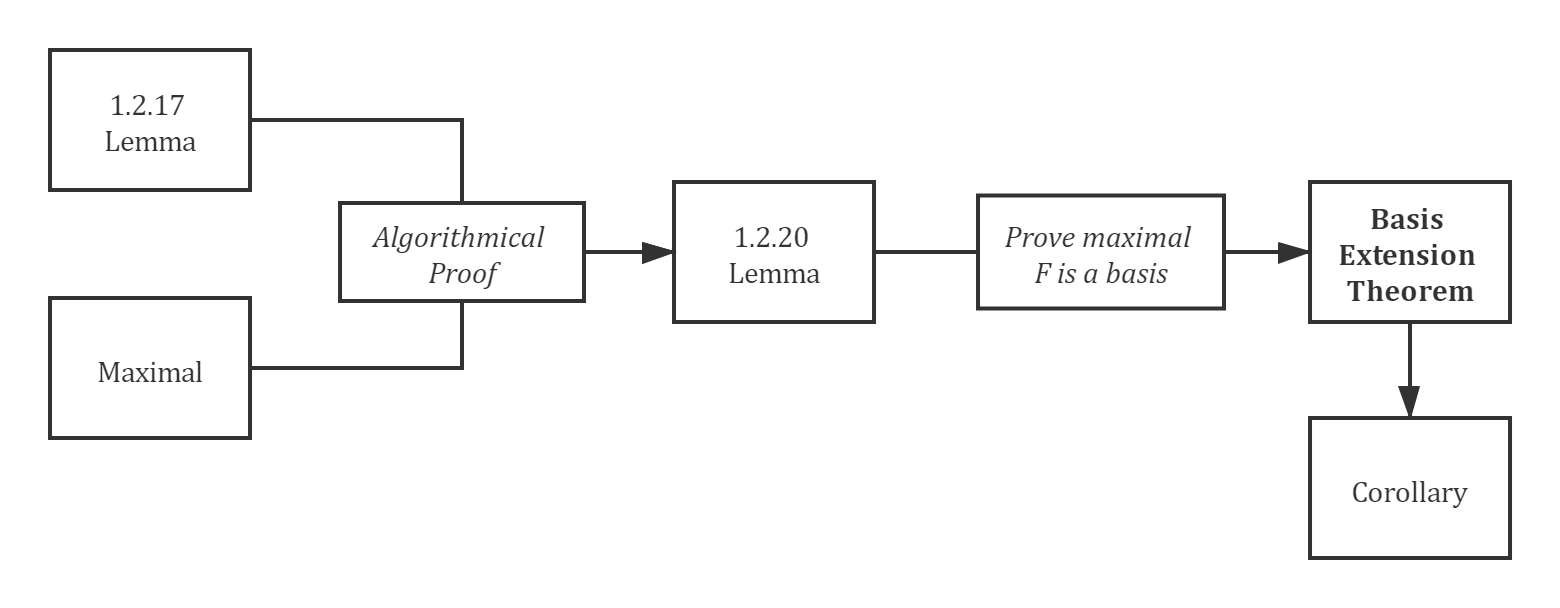 1.2.17
Lemma
Maximal
Algorithmical
Proof
1.2.20
Lemma
Prove maximal
F is a basis
Basis
Extension
Theorem
Corollary